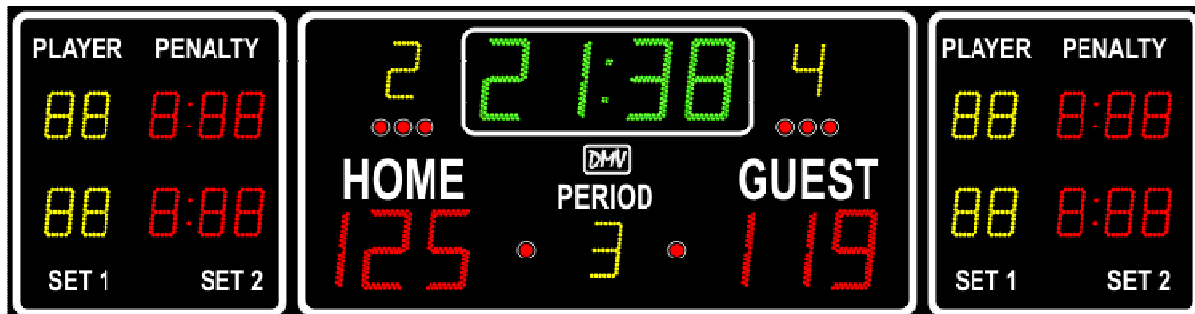 PLAYER PENALTY
88 8:88
88 8:88
SET 1 SET 2
2 21:38 4
DMV
HOME GUEST
PERIOD
125 3 119
PLAYER PENALTY
88 8:88
88 8:88
SET 1 SET 2